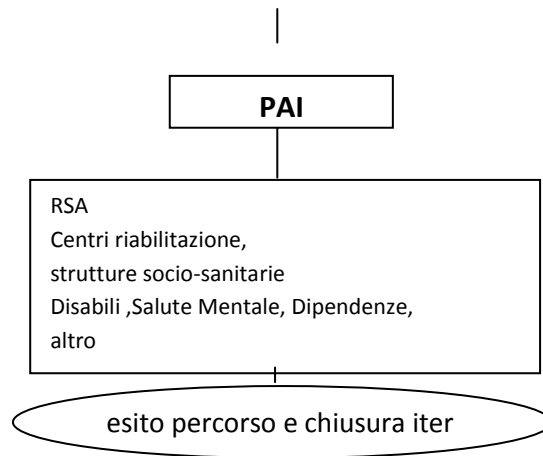 PAI
RSA
Centri riabilitazione,
strutture socio-sanitarie
Disabili ,Salute Mentale, Dipendenze,
altro
esito percorso e chiusura iter